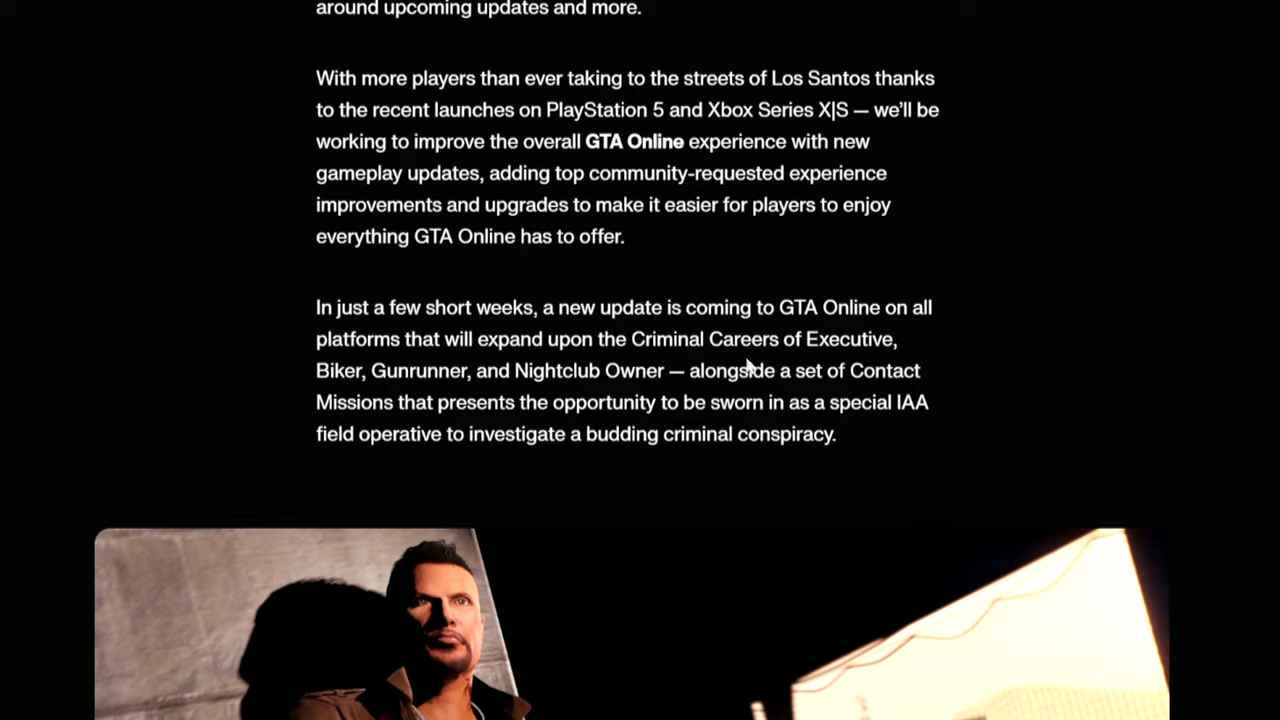 around upcoming updates and more.
With more players than ever taking to the streets of Los Santos thanks
to the recent launches on PlayStation 5 and Xbox Series X|S — we’ll be
working to improve the overall GTA Online experience with new
gameplay updates, adding top community-requested experience
improvements and upgrades to make it easier for players to enjoy
everything GTA Online has to offer.
In just a few short weeks, a new update is coming to GTA Online on all
platforms that will expand upon the Criminal Careers of Executive,
Biker, Gunrunner, and Nightclub Owner — alongside a set of Contact
Missions that presents the opportunity to be sworn in as a special IAA
field operative to investigate a budding criminal conspiracy.